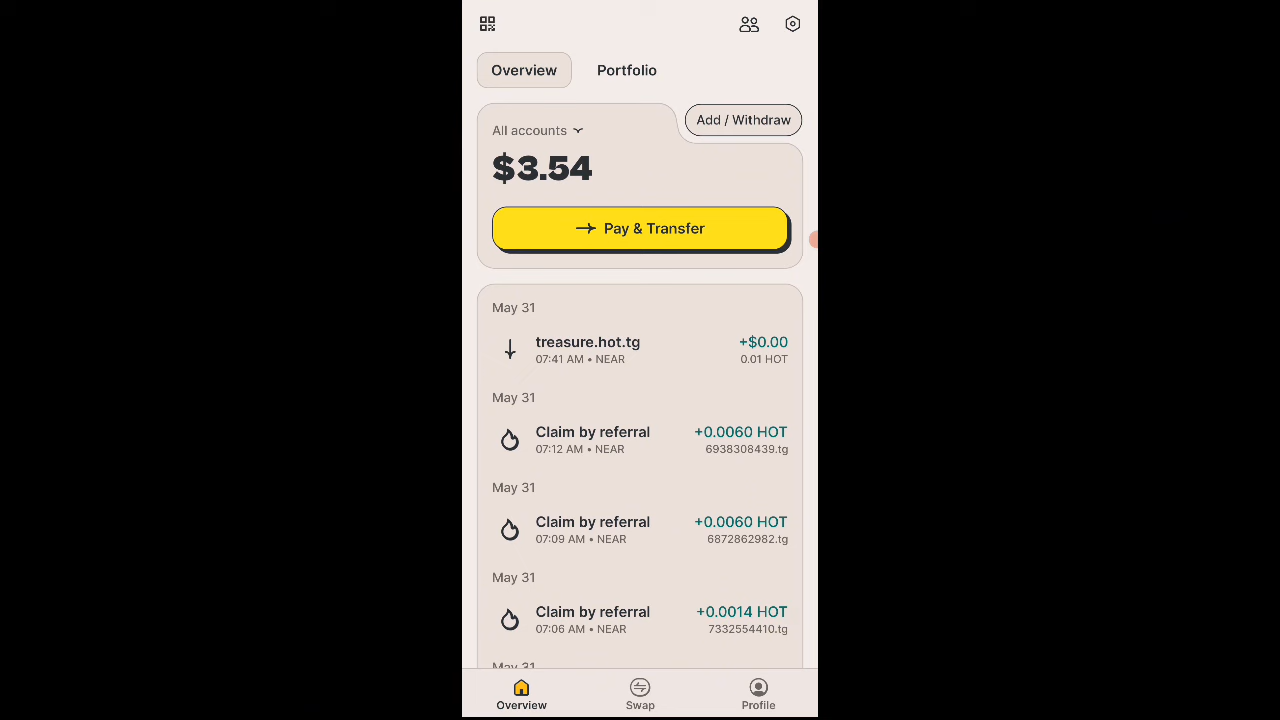 Overview Portfolio
Add / Withdraw
All accounts
$3.54
Pay & Transfer
May 31
treasure.hot.tg +$0.00
07:41 AM • NEAR 0.01 HOT
May 31
Claim by referral +0.0060 HOT
07:12 AM • NEAR 6938308439.tg
May 31
Claim by referral +0.0060 HOT
07:09 AM • NEAR 6872862982.tg
May 31
Claim by referral +0.0014 HOT
07:06 AM • NEAR 7332554410.tg
May 31
Overview Swap Profile